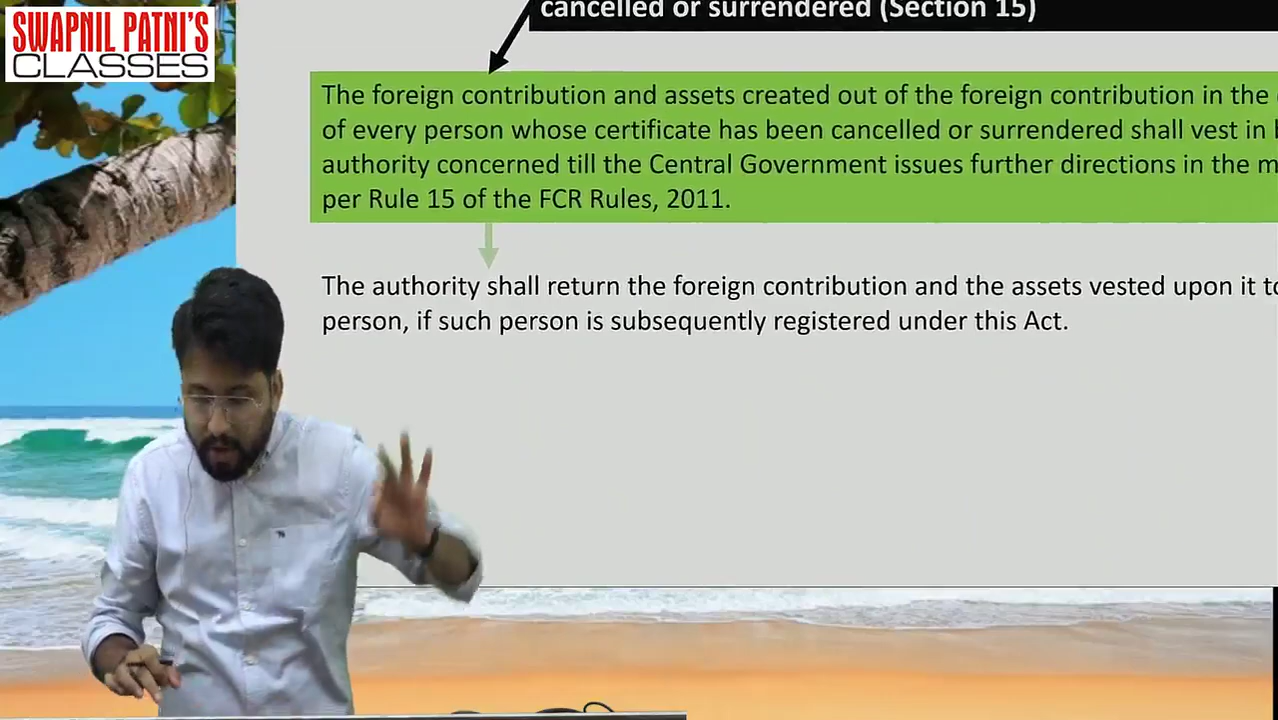 SWAPNIL PATNI'S
CLASSES
cancelled or surrendered (Section 15)
The foreign contribution and assets created out of the foreign contribution in the
of every person whose certificate has been cancelled or surrendered shall vest in
authority concerned till the Central Government issues further directions in the
per Rule 15 of the FCR Rules, 2011.
The authority shall return the foreign contribution and the assets vested upon it to
person, if such person is subsequently registered under this Act.